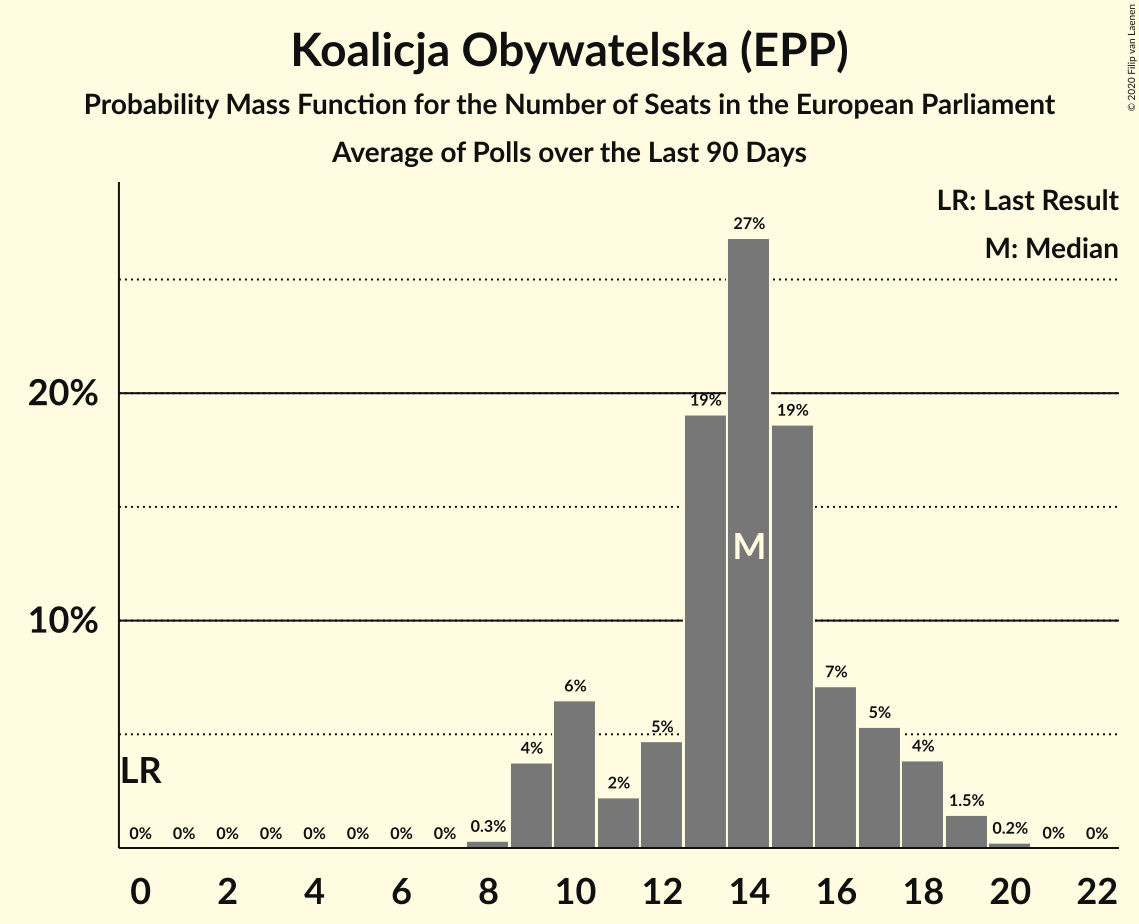 Koalicja Obywatelska (EPP)
Probability Mass Function for the Number of Seats in the European Parliament
Average of Polls over the Last 90 Days
© 2020 Filip van Laenen
LR: Last Result
M: Median
27%
20%
19%
19%
M
10%
7%
6%
5%
5%
4%
4%
LR
2%
1.5%
0% 0% 0% 0% 0% 0% 0% 0% 0.3% 0.2% 0% 0%
0 2 4 6 8 10 12 14 16 18 20 22